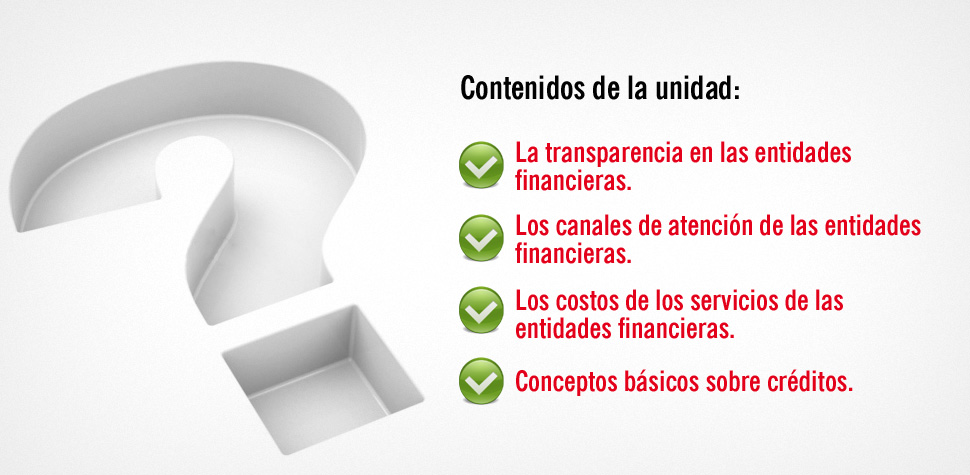 Contenidos de la unidad:
La transparencia en las entidades
financieras.
Los canales de atención de las entidades
financieras.
Los costos de los servicios de las
entidades financieras.
Conceptos básicos sobre créditos.